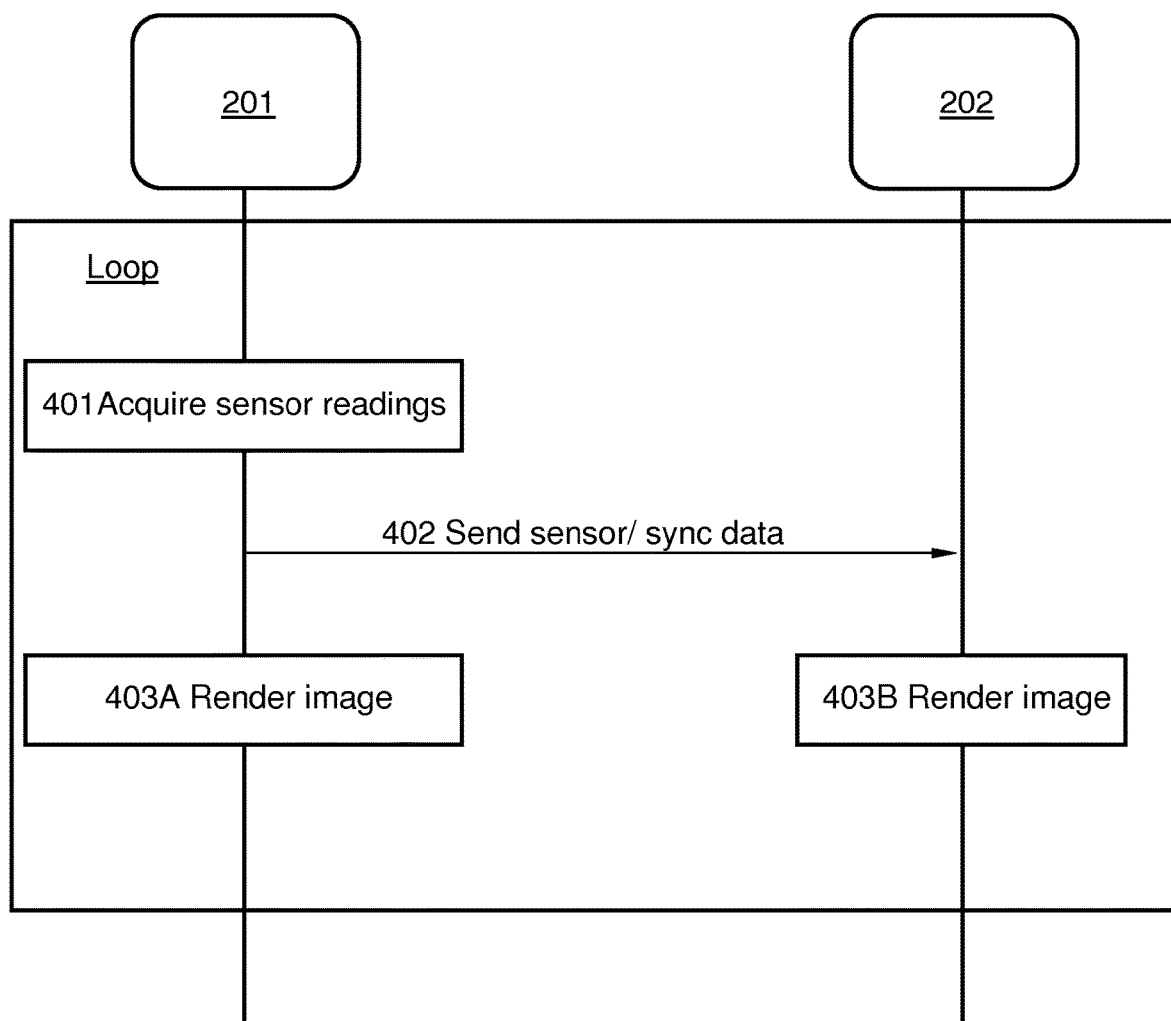 201
202
Loop
401Acquire sensor readings
402 Send sensor/ sync data
403A Render image
403B Render image